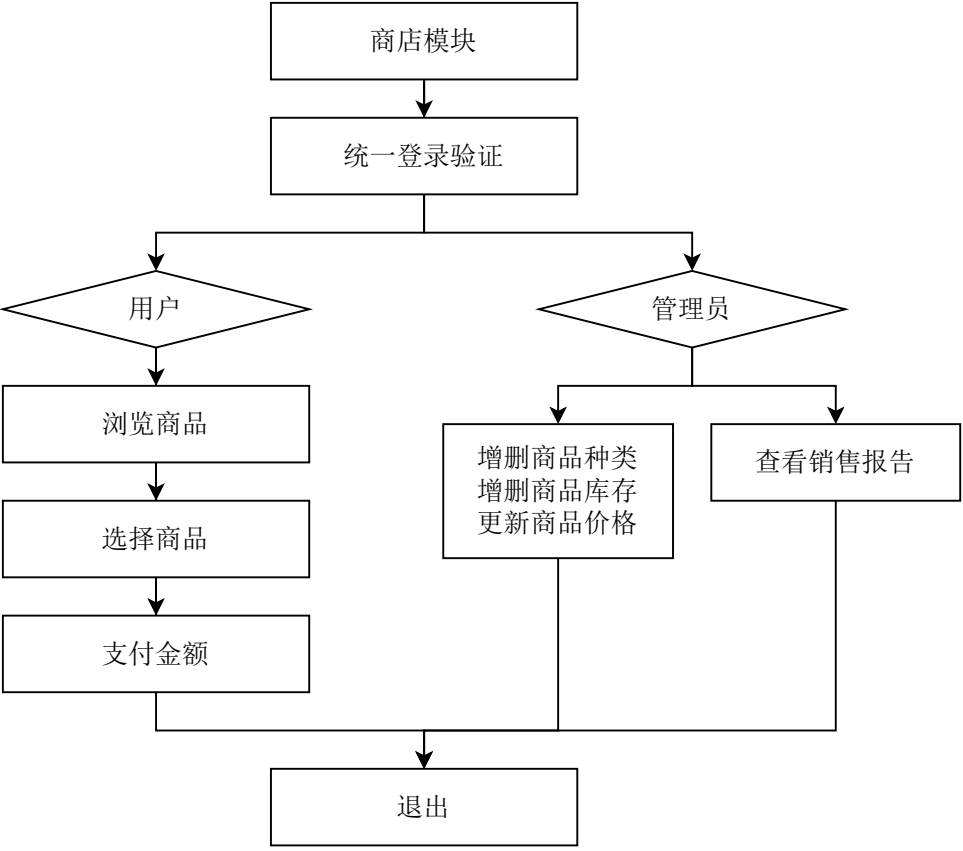 商店模块
统一登录验证
用户
管理员
浏览商品
增删商品种类
增删商品库存
更新商品价格
查看销售报告
选择商品
支付金额
退出